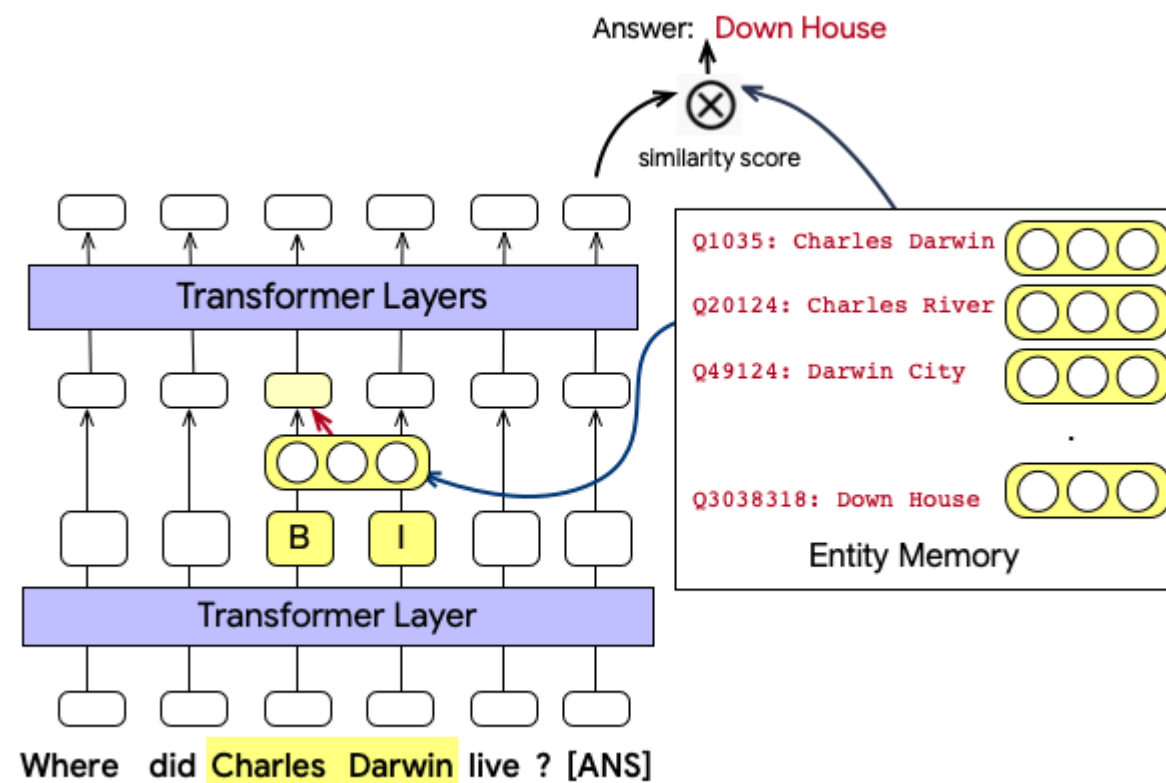 Answer: Down House
similarity score
Q1035: Charles Darwin
Q20124: Charles River
Q49124: Darwin City
.
Q3038318: Down House
Entity Memory
Transformer Layers
B I
Transformer Layer
Where did Charles Darwin live ? [ANS]